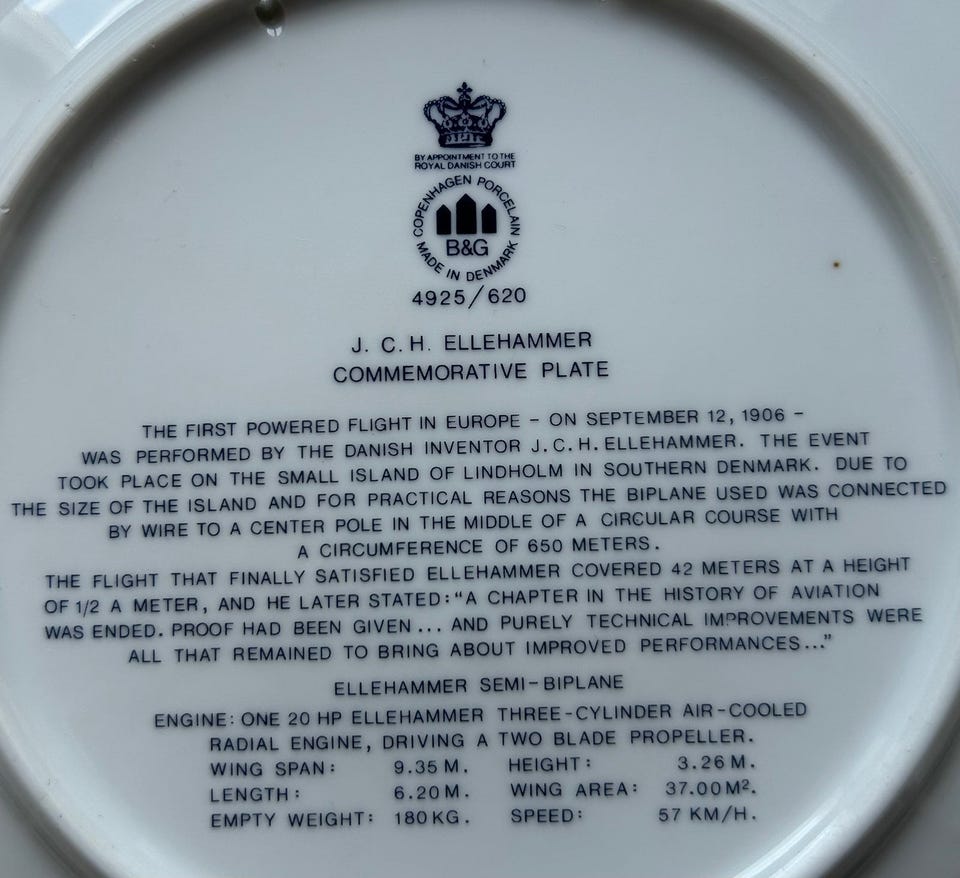 BY APPOINTMENT TO THE
ROYAL DANISH COURT
COPENHAGEN PORCELAIN
B&G
MADE IN DENMARK
4925/620
J. C. H. ELLEHAMMER
COMMEMORATIVE PLATE
THE FIRST POWERED FLIGHT IN EUROPE – ON SEPTEMBER 12, 1906 –
WAS PERFORMED BY THE DANISH INVENTOR J. C. H. ELLEHAMMER. THE EVENT
TOOK PLACE ON THE SMALL ISLAND OF LINDHOLM IN SOUTHERN DENMARK. DUE TO
THE SIZE OF THE ISLAND AND FOR PRACTICAL REASONS THE BIPLANE USED WAS CONNECTED
BY WIRE TO A CENTER POLE IN THE MIDDLE OF A CIRCULAR COURSE WITH
A CIRCUMFERENCE OF 650 METERS.
THE FLIGHT THAT FINALLY SATISFIED ELLEHAMMER COVERED 42 METERS AT A HEIGHT
OF 1/2 A METER, AND HE LATER STATED: “A CHAPTER IN THE HISTORY OF AVIATION
WAS ENDED. PROOF HAD BEEN GIVEN ... AND PURELY TECHNICAL IMPROVEMENTS WERE
ALL THAT REMAINED TO BRING ABOUT IMPROVED PERFORMANCES...”
ELLEHAMMER SEMI-BIPLANE
ENGINE: ONE 20 HP ELLEHAMMER THREE-CYLINDER AIR-COOLED
RADIAL ENGINE, DRIVING A TWO BLADE PROPELLER.
WING SPAN: 9.35 M. HEIGHT: 3.26 M.
LENGTH: 6.20 M. WING AREA: 37.00 M².
EMPTY WEIGHT: 180 KG. SPEED: 57 KM/H.